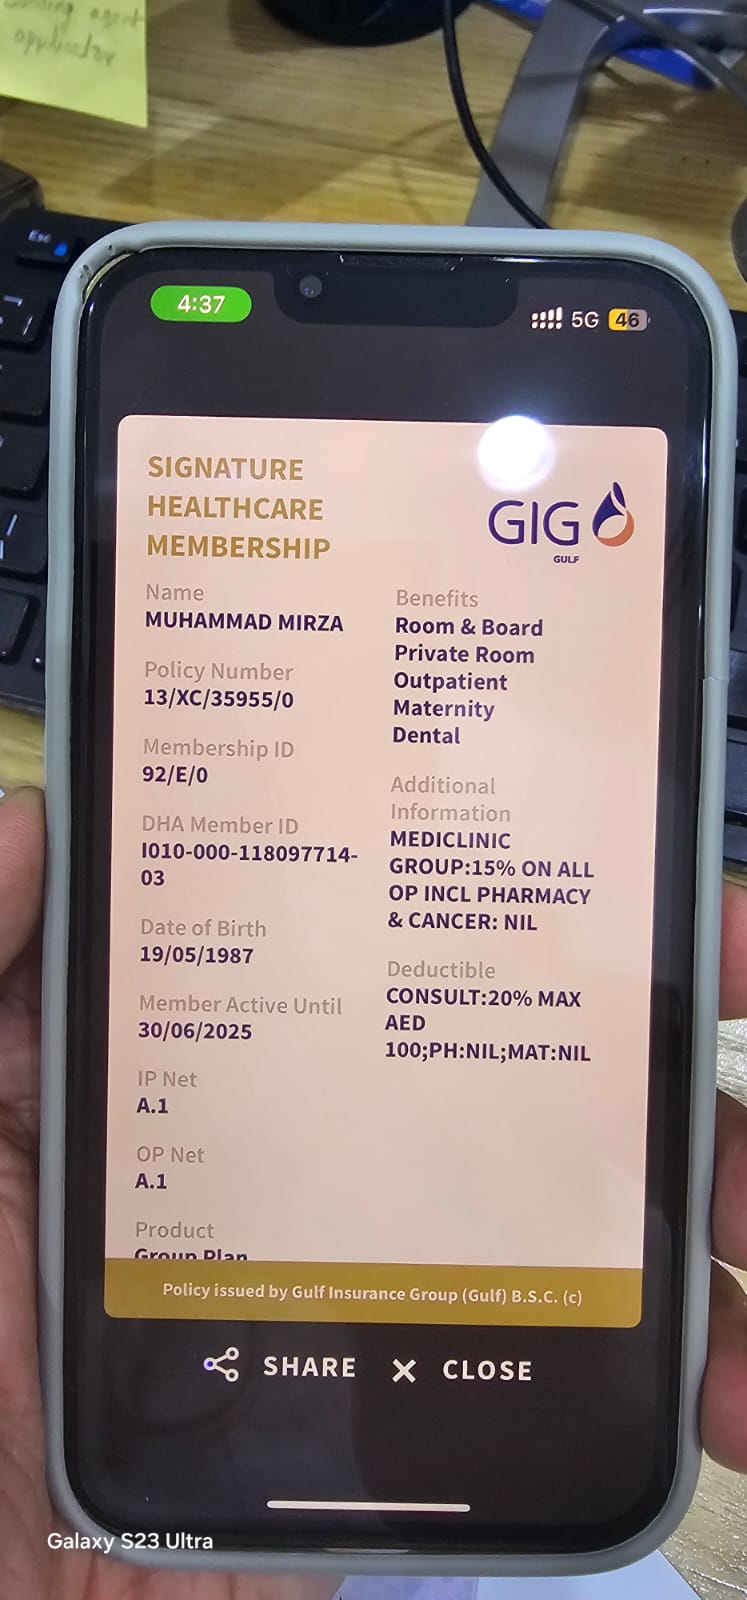 Esc
4:37
5G 46
SIGNATURE
HEALTHCARE
MEMBERSHIP
GIG
GULF
Name
MUHAMMAD MIRZA
Policy Number
13/XC/35955/0
Membership ID
92/E/0
DHA Member ID
I010-000-118097714-
03
Date of Birth
19/05/1987
Member Active Until
30/06/2025
IP Net
A.1
OP Net
A.1
Product
Group Plan
Benefits
Room & Board
Private Room
Outpatient
Maternity
Dental
Additional
Information
MEDICLINIC
GROUP:15% ON ALL
OP INCL PHARMACY
& CANCER: NIL
Deductible
CONSULT:20% MAX
AED
100;PH:NIL;MAT:NIL
Policy issued by Gulf Insurance Group (Gulf) B.S.C. (c)
SHARE × CLOSE
Galaxy S23 Ultra